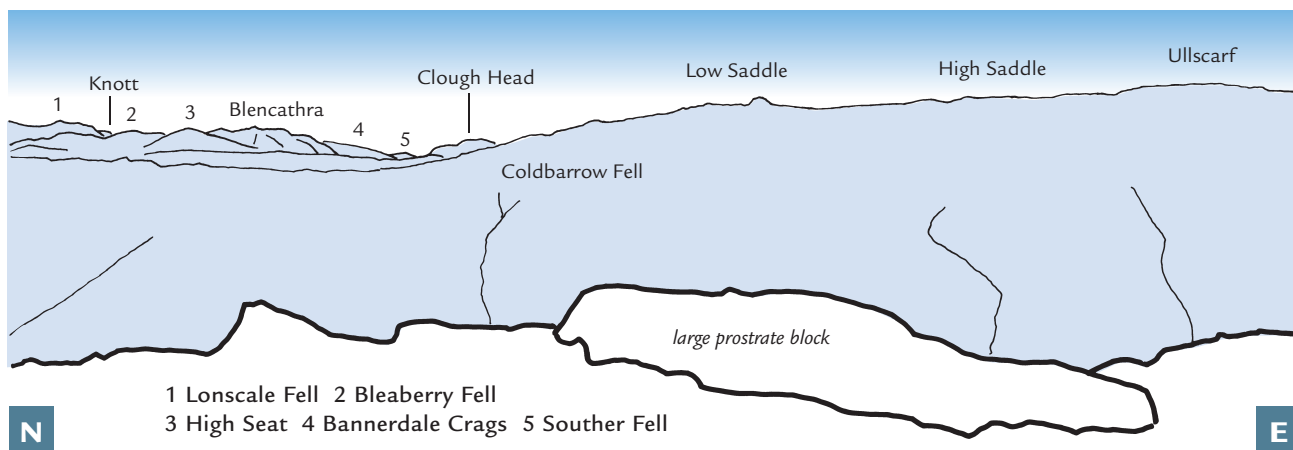 Ullscarf
Clough Head
Low Saddle
High Saddle
Knott
1
2
3
Blencathra
4
5
Coldbarrow Fell
large prostrate block
1 Lonscale Fell 2 Bleaberry Fell
3 High Seat 4 Bannerdale Crags 5 Souther Fell
N
E